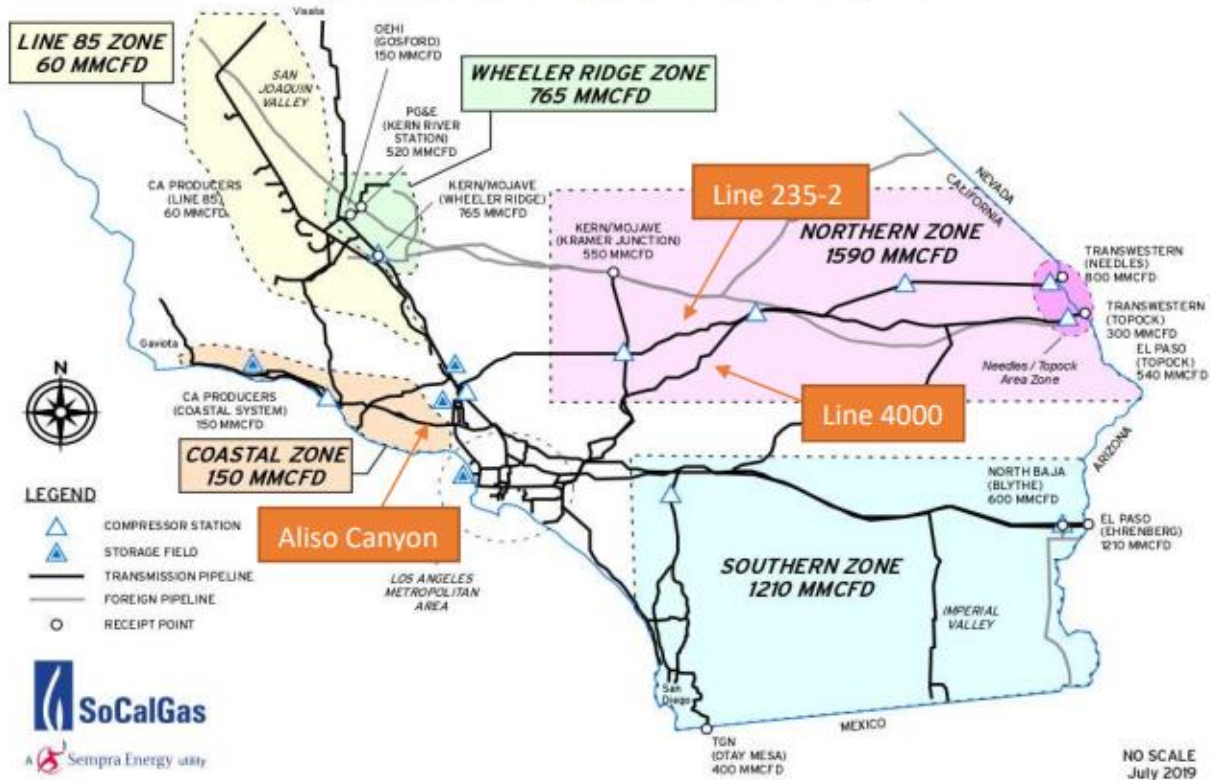 Visalia
OEHI
(GOSFORD)
150 MMCFD
LINE 85 ZONE
60 MMCFD
SAN
JOAQUIN
VALLEY
WHEELER RIDGE ZONE
765 MMCFD
PG&E
(KERN RIVER
STATION)
520 MMCFD
CA PRODUCERS
(LINE 85)
60 MMCFD
KERN/MOJAVE
(WHEELER RIDGE)
765 MMCFD
Line 235-2
NEVADA
CALIFORNIA
KERN/MOJAVE
(KRAMER JUNCTION)
550 MMCFD
NORTHERN ZONE
1590 MMCFD
TRANSWESTERN
(NEEDLES)
800 MMCFD
TRANSWESTERN
(TOPOCK)
300 MMCFD
EL PASO
(TOPOCK)
540 MMCFD
Needles / Topock
Area Zone
Gaviota
N
CA PRODUCERS
(COASTAL SYSTEM)
150 MMCFD
Line 4000
COASTAL ZONE
150 MMCFD
ARIZONA
NORTH BAJA
(BLYTHE)
600 MMCFD
EL PASO
(EHRENBERG)
1210 MMCFD
LEGEND
COMPRESSOR STATION
STORAGE FIELD
TRANSMISSION PIPELINE
FOREIGN PIPELINE
RECEIPT POINT
Aliso Canyon
LOS ANGELES
METROPOLITAN
AREA
SOUTHERN ZONE
1210 MMCFD
IMPERIAL
VALLEY
San
Diego
MEXICO
TGN
(OTAY MESA)
400 MMCFD
SoCalGas
A Sempra Energy utility
NO SCALE
July 2019